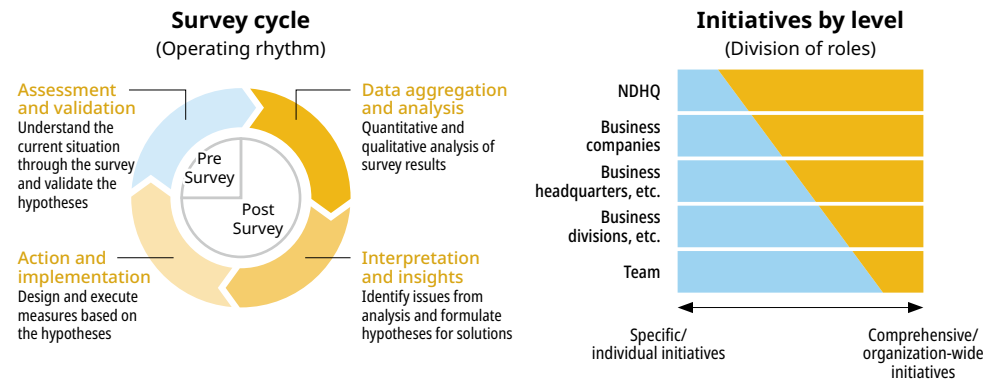 Survey cycle
(Operating rhythm)
Assessment
and validation
Understand the
current situation
through the survey
and validate the
hypotheses
Data aggregation
and analysis
Quantitative and
qualitative analysis of
survey results
Pre
Survey
Post
Survey
Action and
implementation
Design and execute
measures based on
the hypotheses
Interpretation
and insights
Identify issues from
analysis and formulate
hypotheses for solutions
Initiatives by level
(Division of roles)
NDHQ
Business
companies
Business
headquarters, etc.
Business
divisions, etc.
Team
Specific/
individual initiatives
Comprehensive/
organization-wide
initiatives